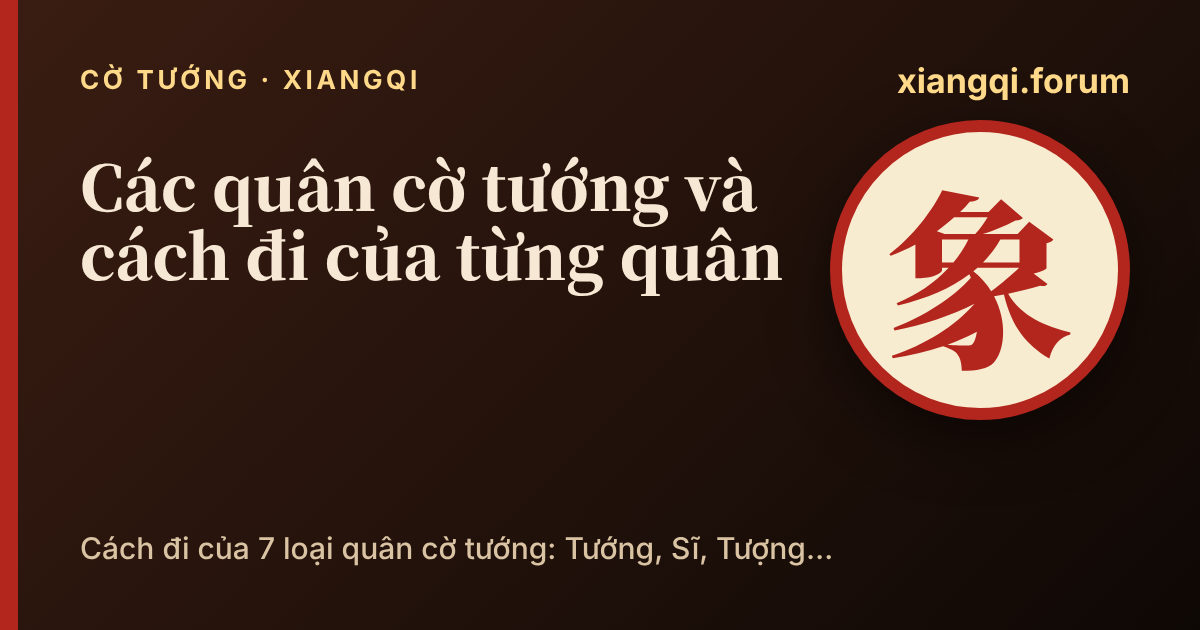 CỜ TƯỚNG · XIANGQI
xiangqi.forum
Các quân cờ tướng và
cách đi của từng quân
象
Cách đi của 7 loại quân cờ tướng: Tướng, Sĩ, Tượng...